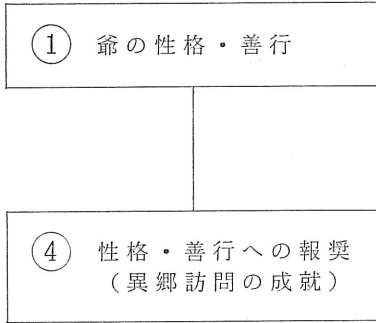 ① 爺の性格・善行
④ 性格・善行への報奨
（異郷訪問の成就）